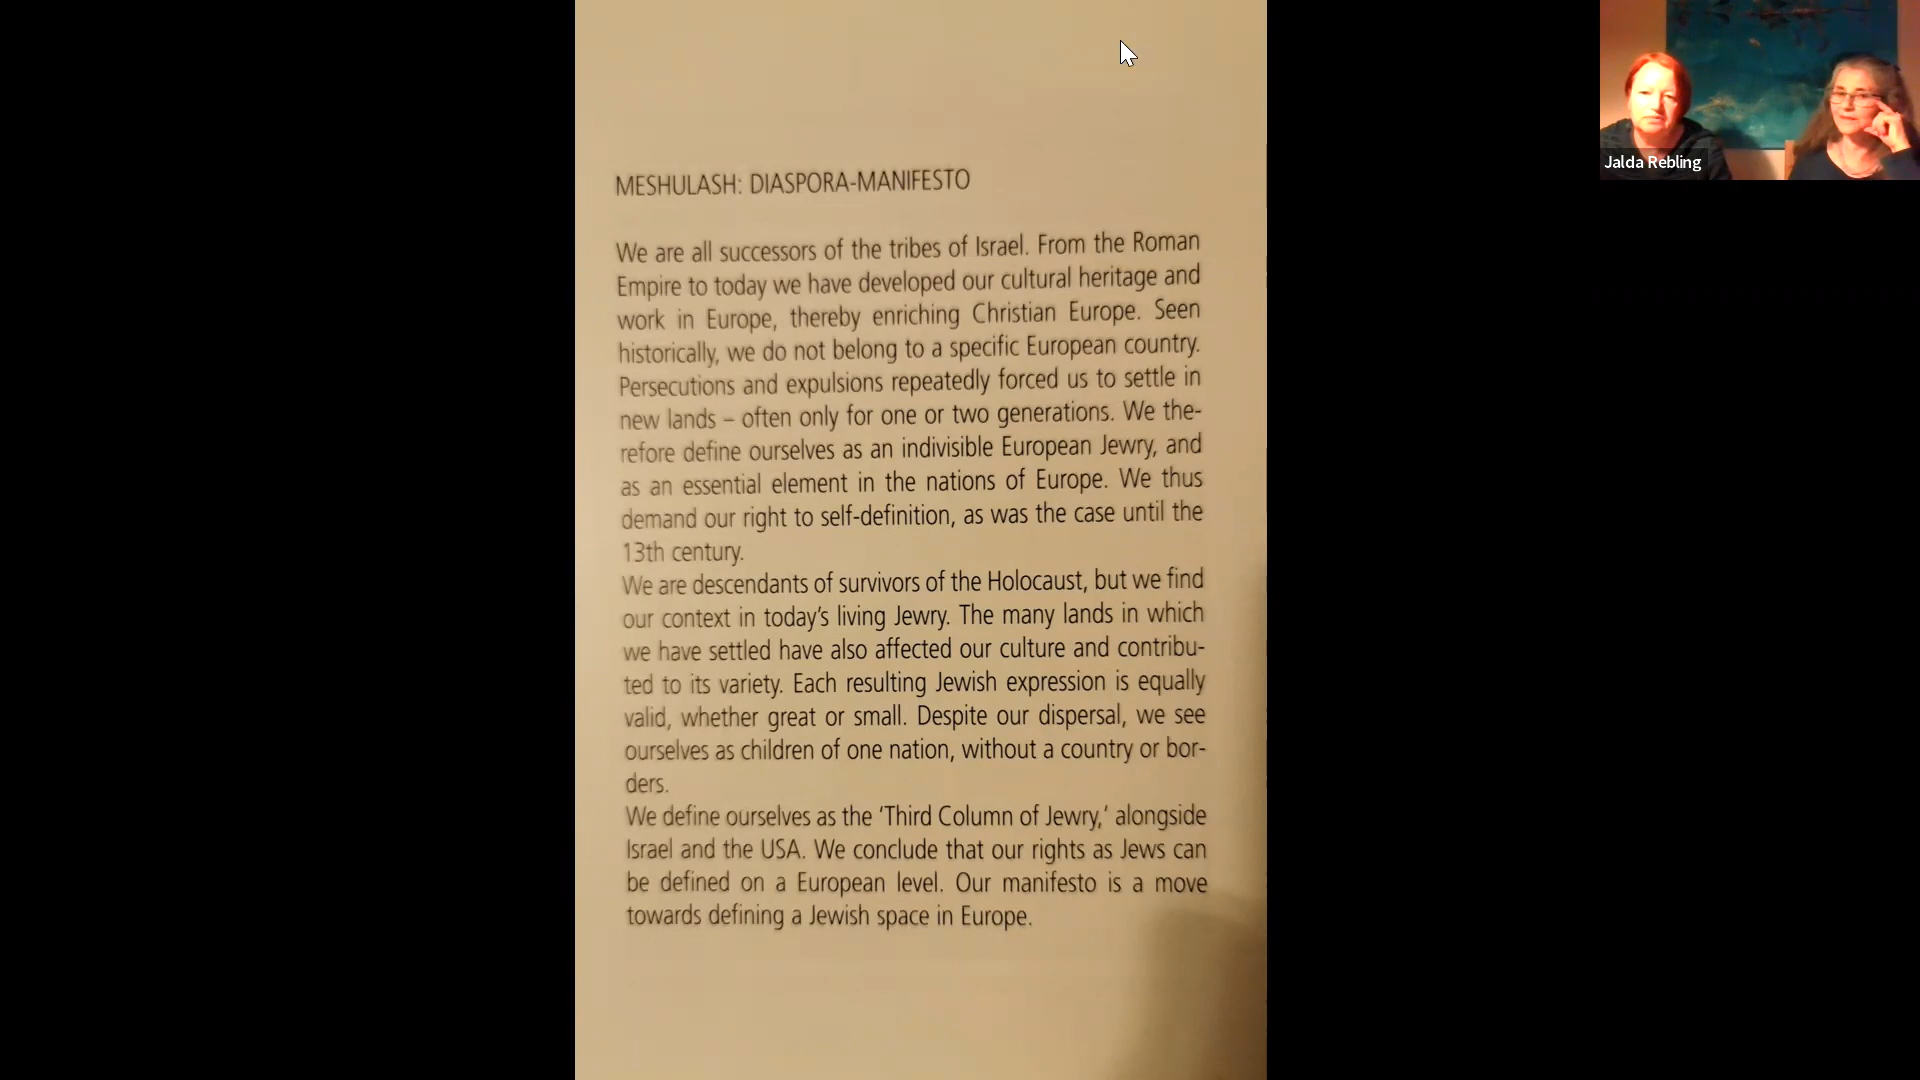 MESHULASH: DIASPORA-MANIFESTO
We are all successors of the tribes of Israel. From the Roman
Empire to today we have developed our cultural heritage and
work in Europe, thereby enriching Christian Europe. Seen
historically, we do not belong to a specific European country.
Persecutions and expulsions repeatedly forced us to settle in
new lands – often only for one or two generations. We the-
refore define ourselves as an indivisible European Jewry, and
as an essential element in the nations of Europe. We thus
demand our right to self-definition, as was the case until the
13th century.
We are descendants of survivors of the Holocaust, but we find
our context in today's living Jewry. The many lands in which
we have settled have also affected our culture and contribu-
ted to its variety. Each resulting Jewish expression is equally
valid, whether great or small. Despite our dispersal, we see
ourselves as children of one nation, without a country or bor-
ders.
We define ourselves as the 'Third Column of Jewry,' alongside
Israel and the USA. We conclude that our rights as Jews can
be defined on a European level. Our manifesto is a move
towards defining a Jewish space in Europe.
Jalda Rebling